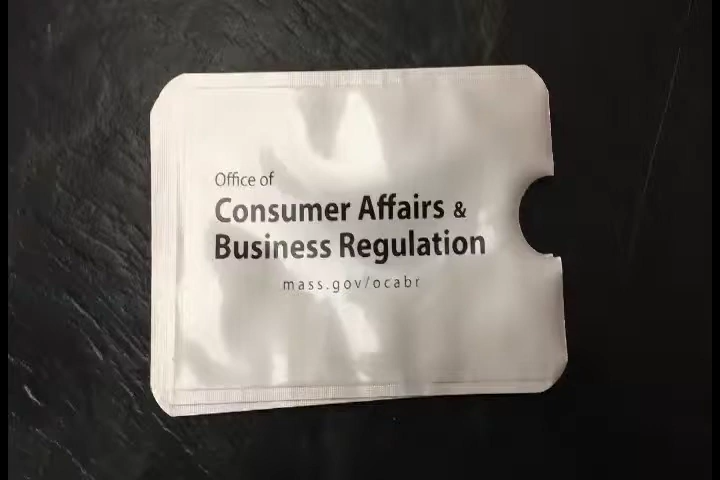 Office of
Consumer Affairs &
Business Regulation
mass.gov/ocabr